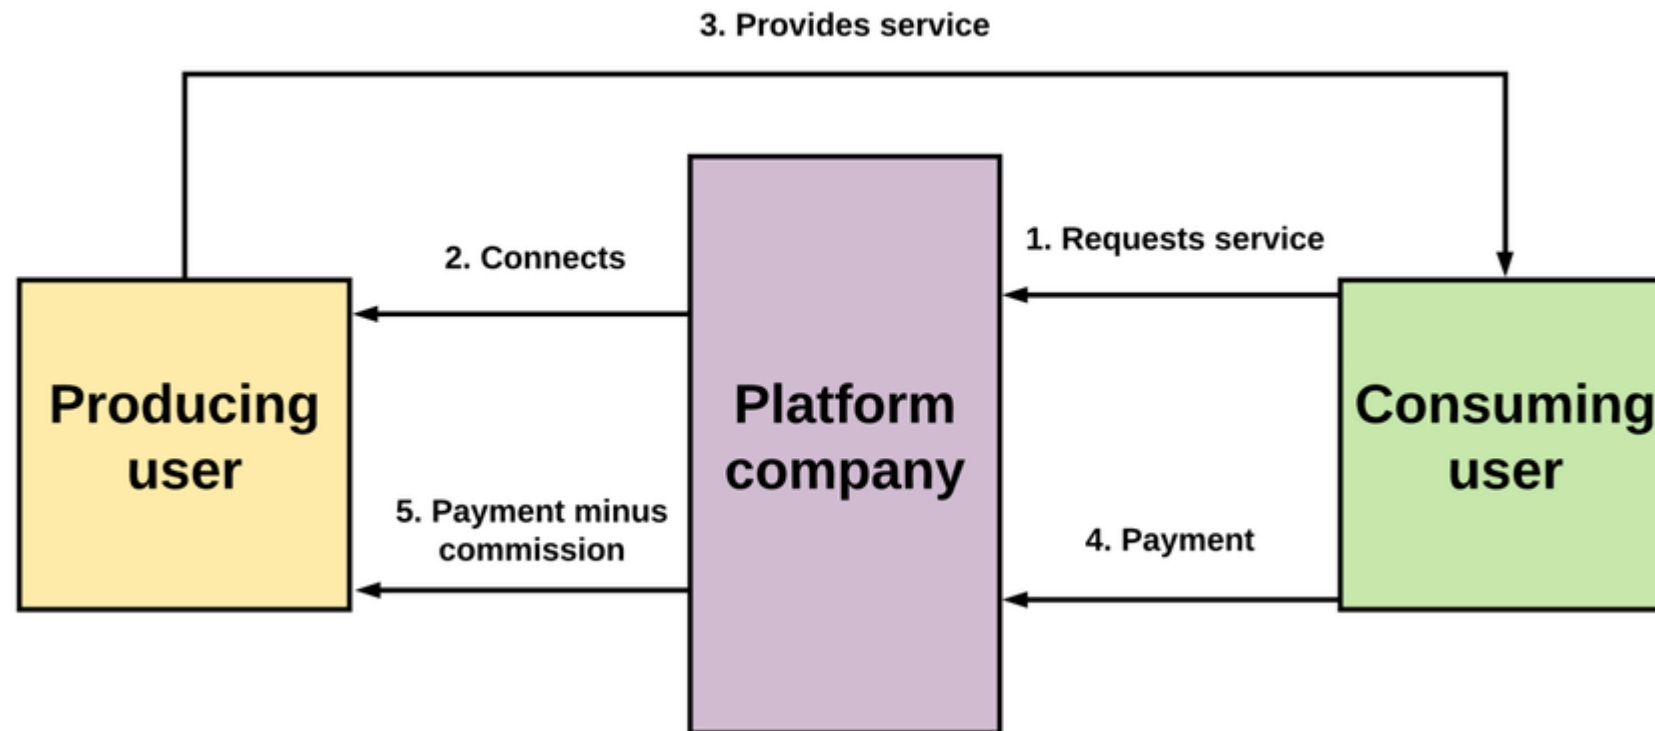 3. Provides service
2. Connects
1. Requests service
Producing
user
Platform
company
Consuming
user
5. Payment minus
commission
4. Payment